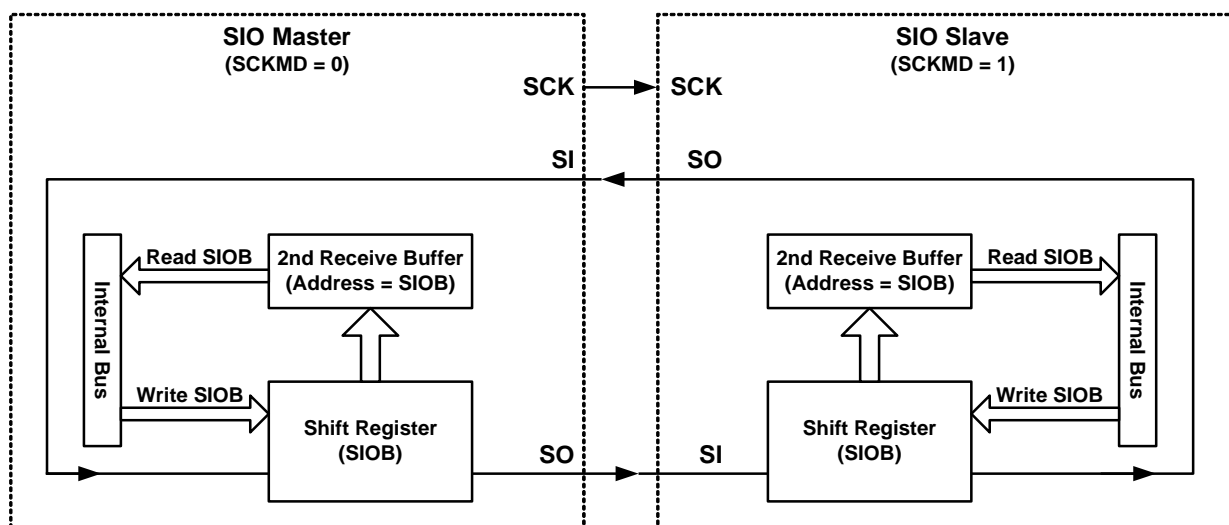 SIO Master
(SCKMD = 0)
SIO Slave
(SCKMD = 1)
SCK
SCK
SI
SO
Internal Bus
Read SIOB
2nd Receive Buffer
(Address = SIOB)
Write SIOB
Shift Register
(SIOB)
SO
SI
2nd Receive Buffer
(Address = SIOB)
Read SIOB
Internal Bus
Shift Register
(SIOB)
Write SIOB